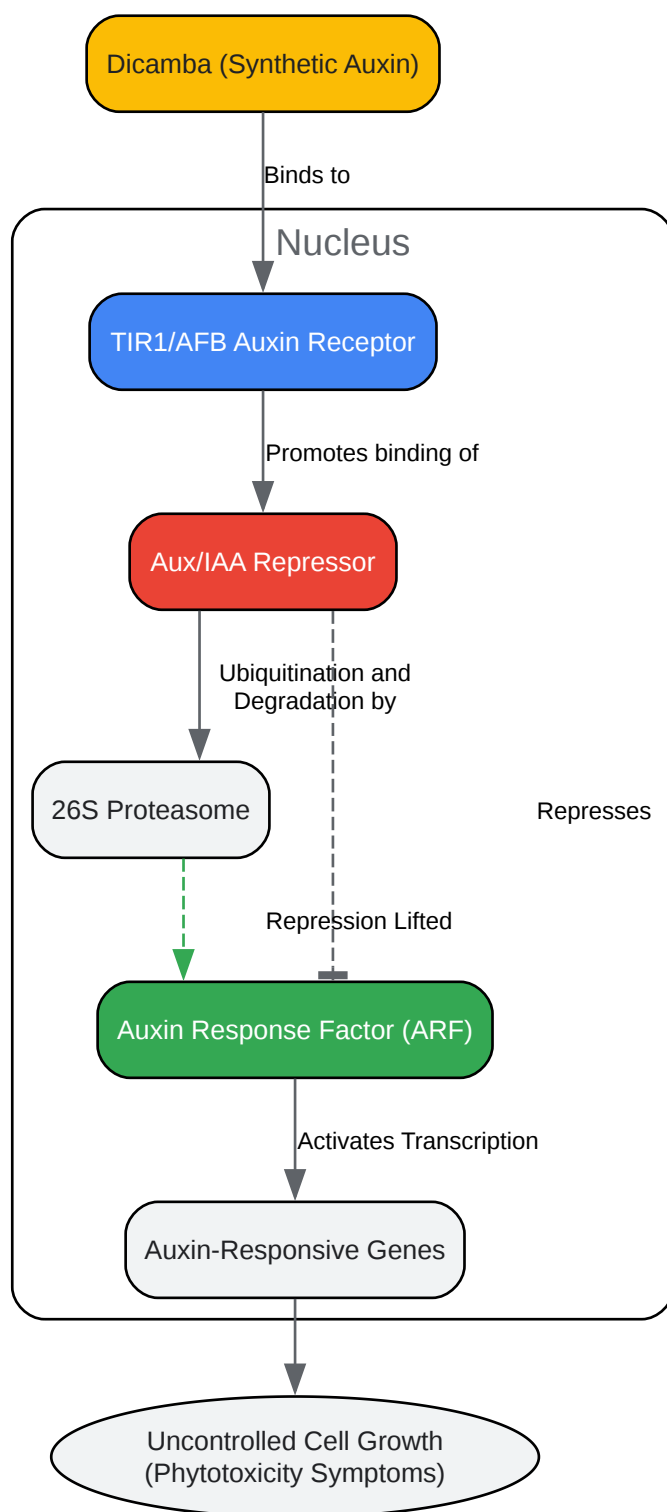 Dicamba (Synthetic Auxin)
Binds to
Nucleus
TIR1/AFB Auxin Receptor
Promotes binding of
Aux/IAA Repressor
Ubiquitination and
Degradation by
26S Proteasome
Represses
Repression Lifted
Auxin Response Factor (ARF)
Activates Transcription
Auxin-Responsive Genes
Uncontrolled Cell Growth
(Phytotoxicity Symptoms)